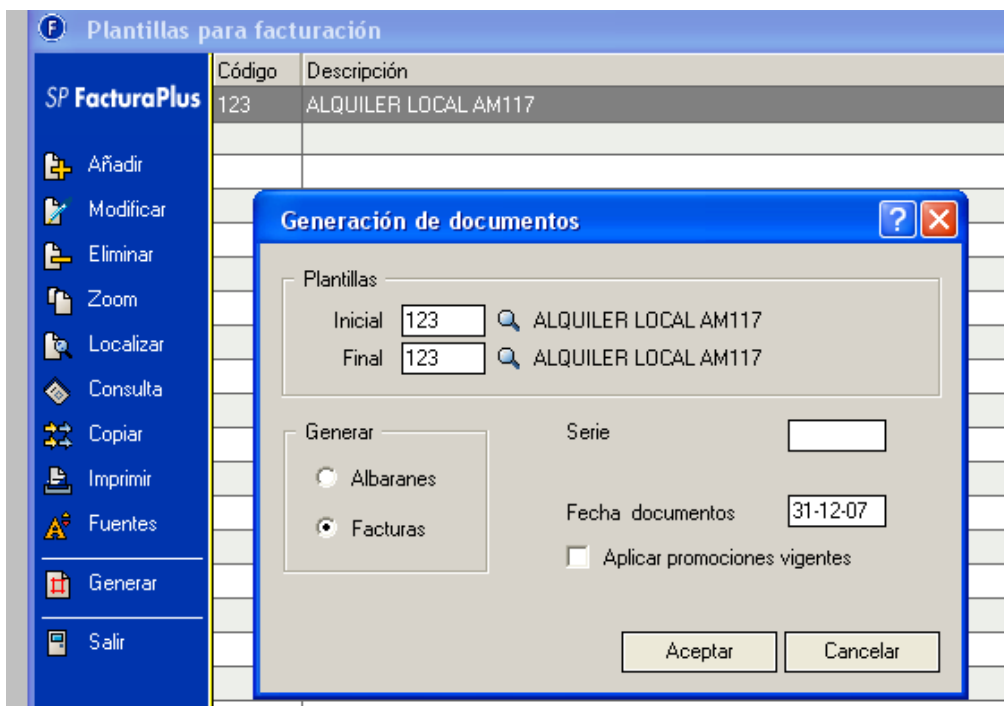 Plantillas para facturación
Código Descripción
SP FacturaPlus
123 ALQUILER LOCAL AM117
Añadir
Modificar
Eliminar
Zoom
Localizar
Consulta
Copiar
Imprimir
Fuentes
Generar
Salir
Generación de documentos
Plantillas
Inicial 123 ALQUILER LOCAL AM117
Final 123 ALQUILER LOCAL AM117
Generar
Albaranes
Facturas
Serie
Fecha documentos 31-12-07
Aplicar promociones vigentes
Aceptar Cancelar